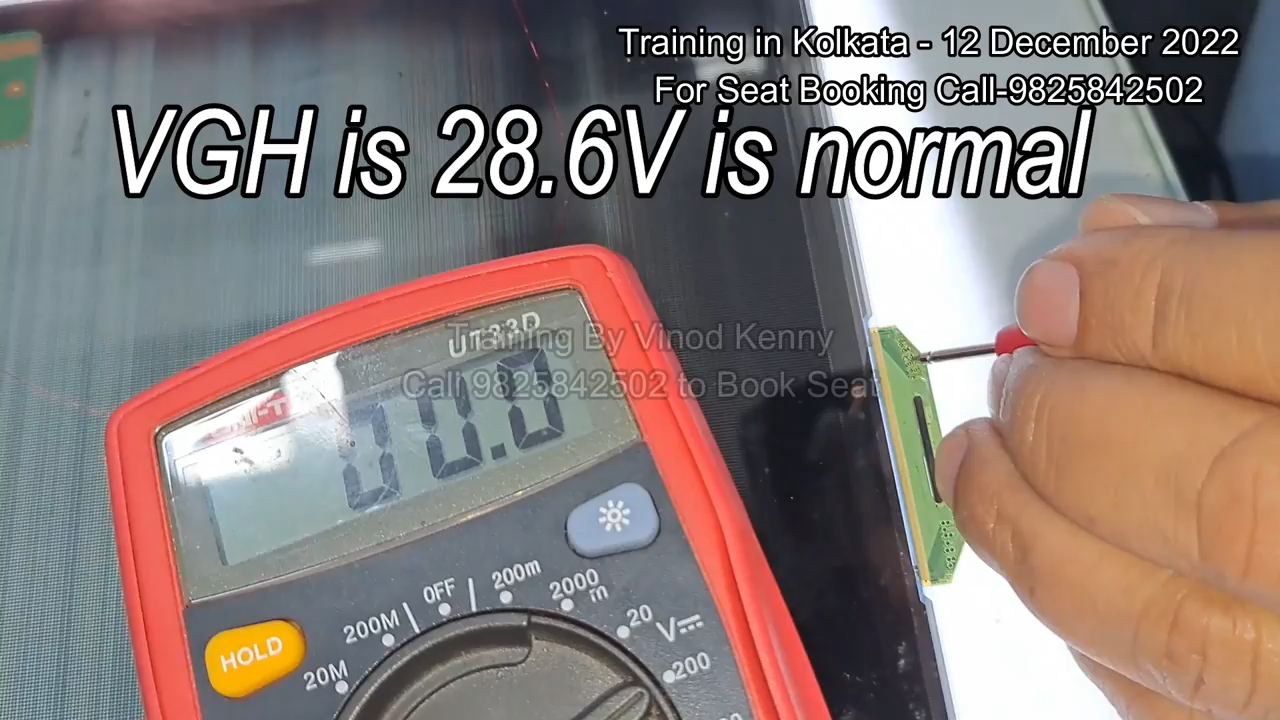 Training in Kolkata - 12 December 2022
For Seat Booking Call-9825842502
VGH is 28.6V is normal
UT33D
Training By Vinod Kenny
Call 9825842502 to Book Seat
HOLD
20M
200M
OFF
200m
2000
m
20
V
200